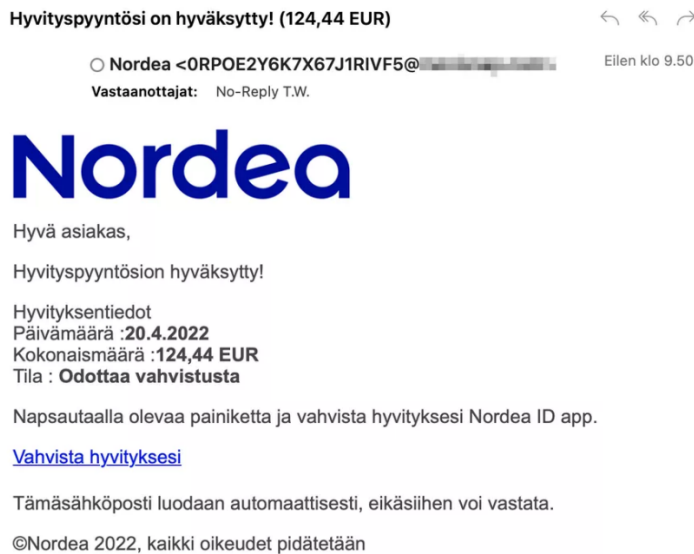 Hyvityspyyntösi on hyväksytty! (124,44 EUR)
Nordea <0RPOE2Y6K7X67J1RIVF5@
Eilen klo 9.50
Vastaanottajat: No-Reply T.W.
Nordea
Hyvä asiakas,
Hyvityspyyntösion hyväksytty!
Hyvityksentiedot
Päivämäärä :20.4.2022
Kokonaismäärä :124,44 EUR
Tila : Odottaa vahvistusta
Napsautaalla olevaa painiketta ja vahvista hyvityksesi Nordea ID app.
Vahvista hyvityksesi
Tämäsähköposti luodaan automaattisesti, eikäsiihen voi vastata.
©Nordea 2022, kaikki oikeudet pidätetään